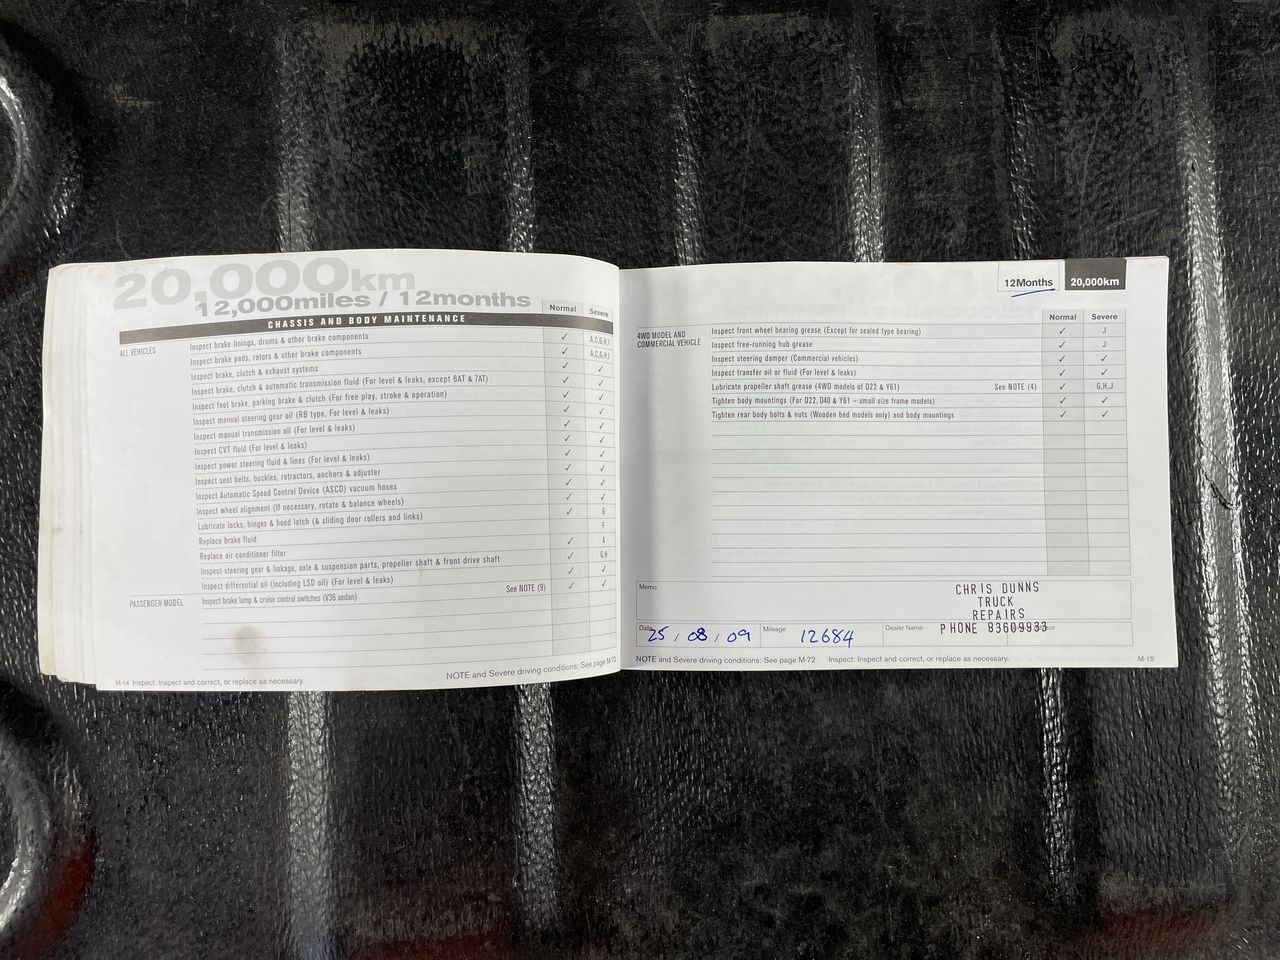 20,000km
12,000miles / 12months
Normal Severe
CHASSIS AND BODY MAINTENANCE
ALL VEHICLES
Inspect brake linings, drums & other brake components ✓ A,C,G,H,J
Inspect brake pads, rotors & other brake components ✓ A,C,G,H,J
Inspect brake, clutch & exhaust systems ✓ ✓
Inspect brake, clutch & automatic transmission fluid (For level & leaks, except 6AT & 7AT) ✓ ✓
Inspect foot brake, parking brake & clutch (For free play, stroke & operation) ✓ ✓
Inspect manual steering gear oil (RB type, For level & leaks) ✓ ✓
Inspect manual transmission oil (For level & leaks) ✓ ✓
Inspect CVT fluid (For level & leaks) ✓ ✓
Inspect power steering fluid & lines (For level & leaks) ✓ ✓
Inspect seat belts, buckles, retractors, anchors & adjuster ✓ ✓
Inspect Automatic Speed Control Device (ASCD) vacuum hoses ✓ ✓
Inspect wheel alignment (If necessary, rotate & balance wheels) ✓ ✓
Lubricate locks, hinges & hood latch (& sliding door rollers and links) ✓ G
Replace brake fluid F
Replace air conditioner filter ✓ A
Inspect steering gear & linkage, axle & suspension parts, propeller shaft & front drive shaft ✓ G,H
Inspect differential oil (including LSD oil) (For level & leaks) See NOTE (9) ✓ ✓
PASSENGER MODEL Inspect brake lamp & cruise control switches (V36 sedan) ✓ ✓
M-14 Inspect: Inspect and correct, or replace as necessary. NOTE and Severe driving conditions: See page M-72
12Months 20,000km
Normal Severe
4WD MODEL AND
COMMERCIAL VEHICLE
Inspect front wheel bearing grease (Except for sealed type bearing) ✓ J
Inspect free-running hub grease ✓ J
Inspect steering damper (Commercial vehicles) ✓ ✓
Inspect transfer oil or fluid (For level & leaks) ✓ ✓
Lubricate propeller shaft grease (4WD models of D22 & Y61) See NOTE (4) ✓ G,H,J
Tighten body mountings (For D22, D40 & Y61 – small size frame models) ✓ ✓
Tighten rear body bolts & nuts (Wooden bed models only) and body mountings ✓ ✓
Memo
CHRIS DUNNS
TRUCK
REPAIRS
PHONE 83609933
Date 25 / 08 / 09 Mileage 12684 Dealer Name
NOTE and Severe driving conditions: See page M-72 Inspect: Inspect and correct, or replace as necessary. M-15